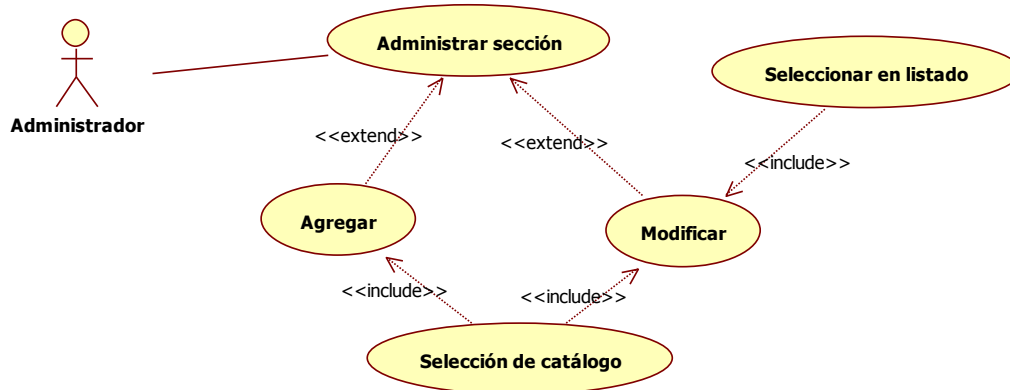 Administrar sección
Seleccionar en listado
Administrador
<<extend>>
<<extend>>
<<include>>
Agregar
Modificar
<<include>>
<<include>>
Selección de catálogo